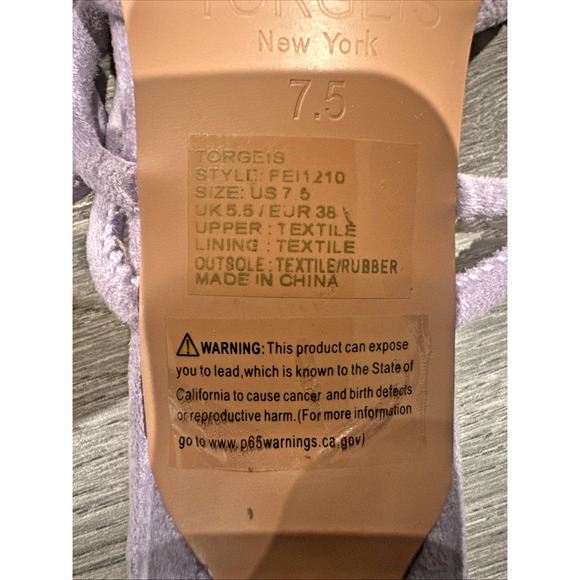 TORGEIS
New York
7.5
TORGEIS
STYLE: FEI1210
SIZE: US 7 5
UK 5.5 / EUR 38
UPPER : TEXTILE
LINING : TEXTILE
OUTSOLE : TEXTILE/RUBBER
MADE IN CHINA
WARNING: This product can expose
you to lead,which is known to the State of
California to cause cancer and birth defects
or reproductive harm.(For more information
go to www.p65warnings.ca.gov)